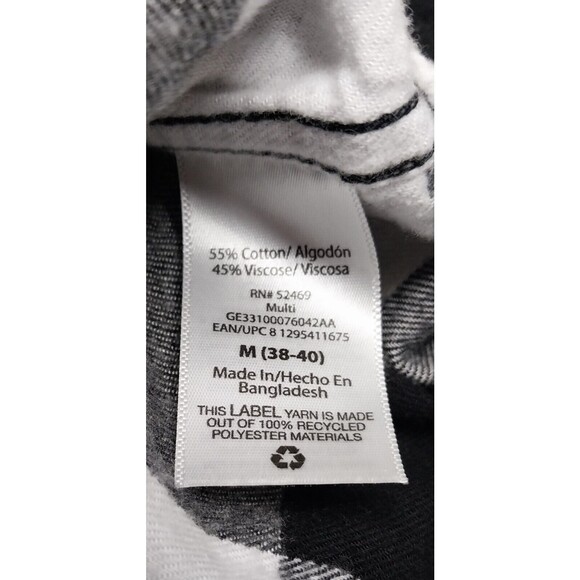 55% Cotton/ Algodón
45% Viscose/ Viscosa
RN# 52469
Multi
GE33100076042AA
EAN/UPC 8 1295411675
M (38-40)
Made In/Hecho En
Bangladesh
THIS LABEL YARN IS MADE
OUT OF 100% RECYCLED
POLYESTER MATERIALS